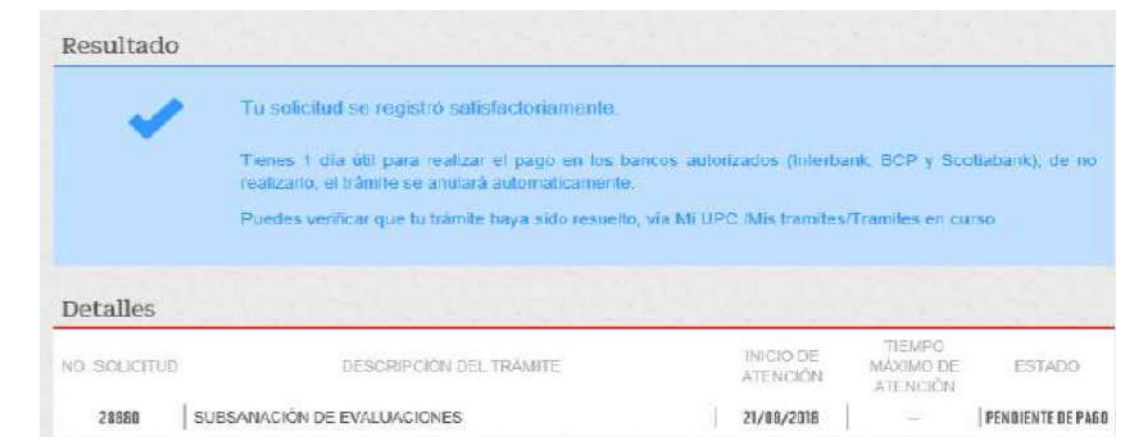 Resultado
Tu solicitud se registró satisfactoriamente.
Tienes 1 día útil para realizar el pago en los bancos autorizados (Interbank, BCP y Scotiabank), de no
realizarlo, el trámite se anulará automaticamente.
Puedes verificar que tu trámite haya sido resuelto, vía Mi UPC /Mis tramites/Tramites en curso
Detalles
NO. SOLICITUD DESCRIPCIÓN DEL TRÁMITE INICIO DE ATENCIÓN TIEMPO MÁXIMO DE ATENCIÓN ESTADO
SUBSANACIÓN DE EVALUACIONES — PENDIENTE DE PAGO